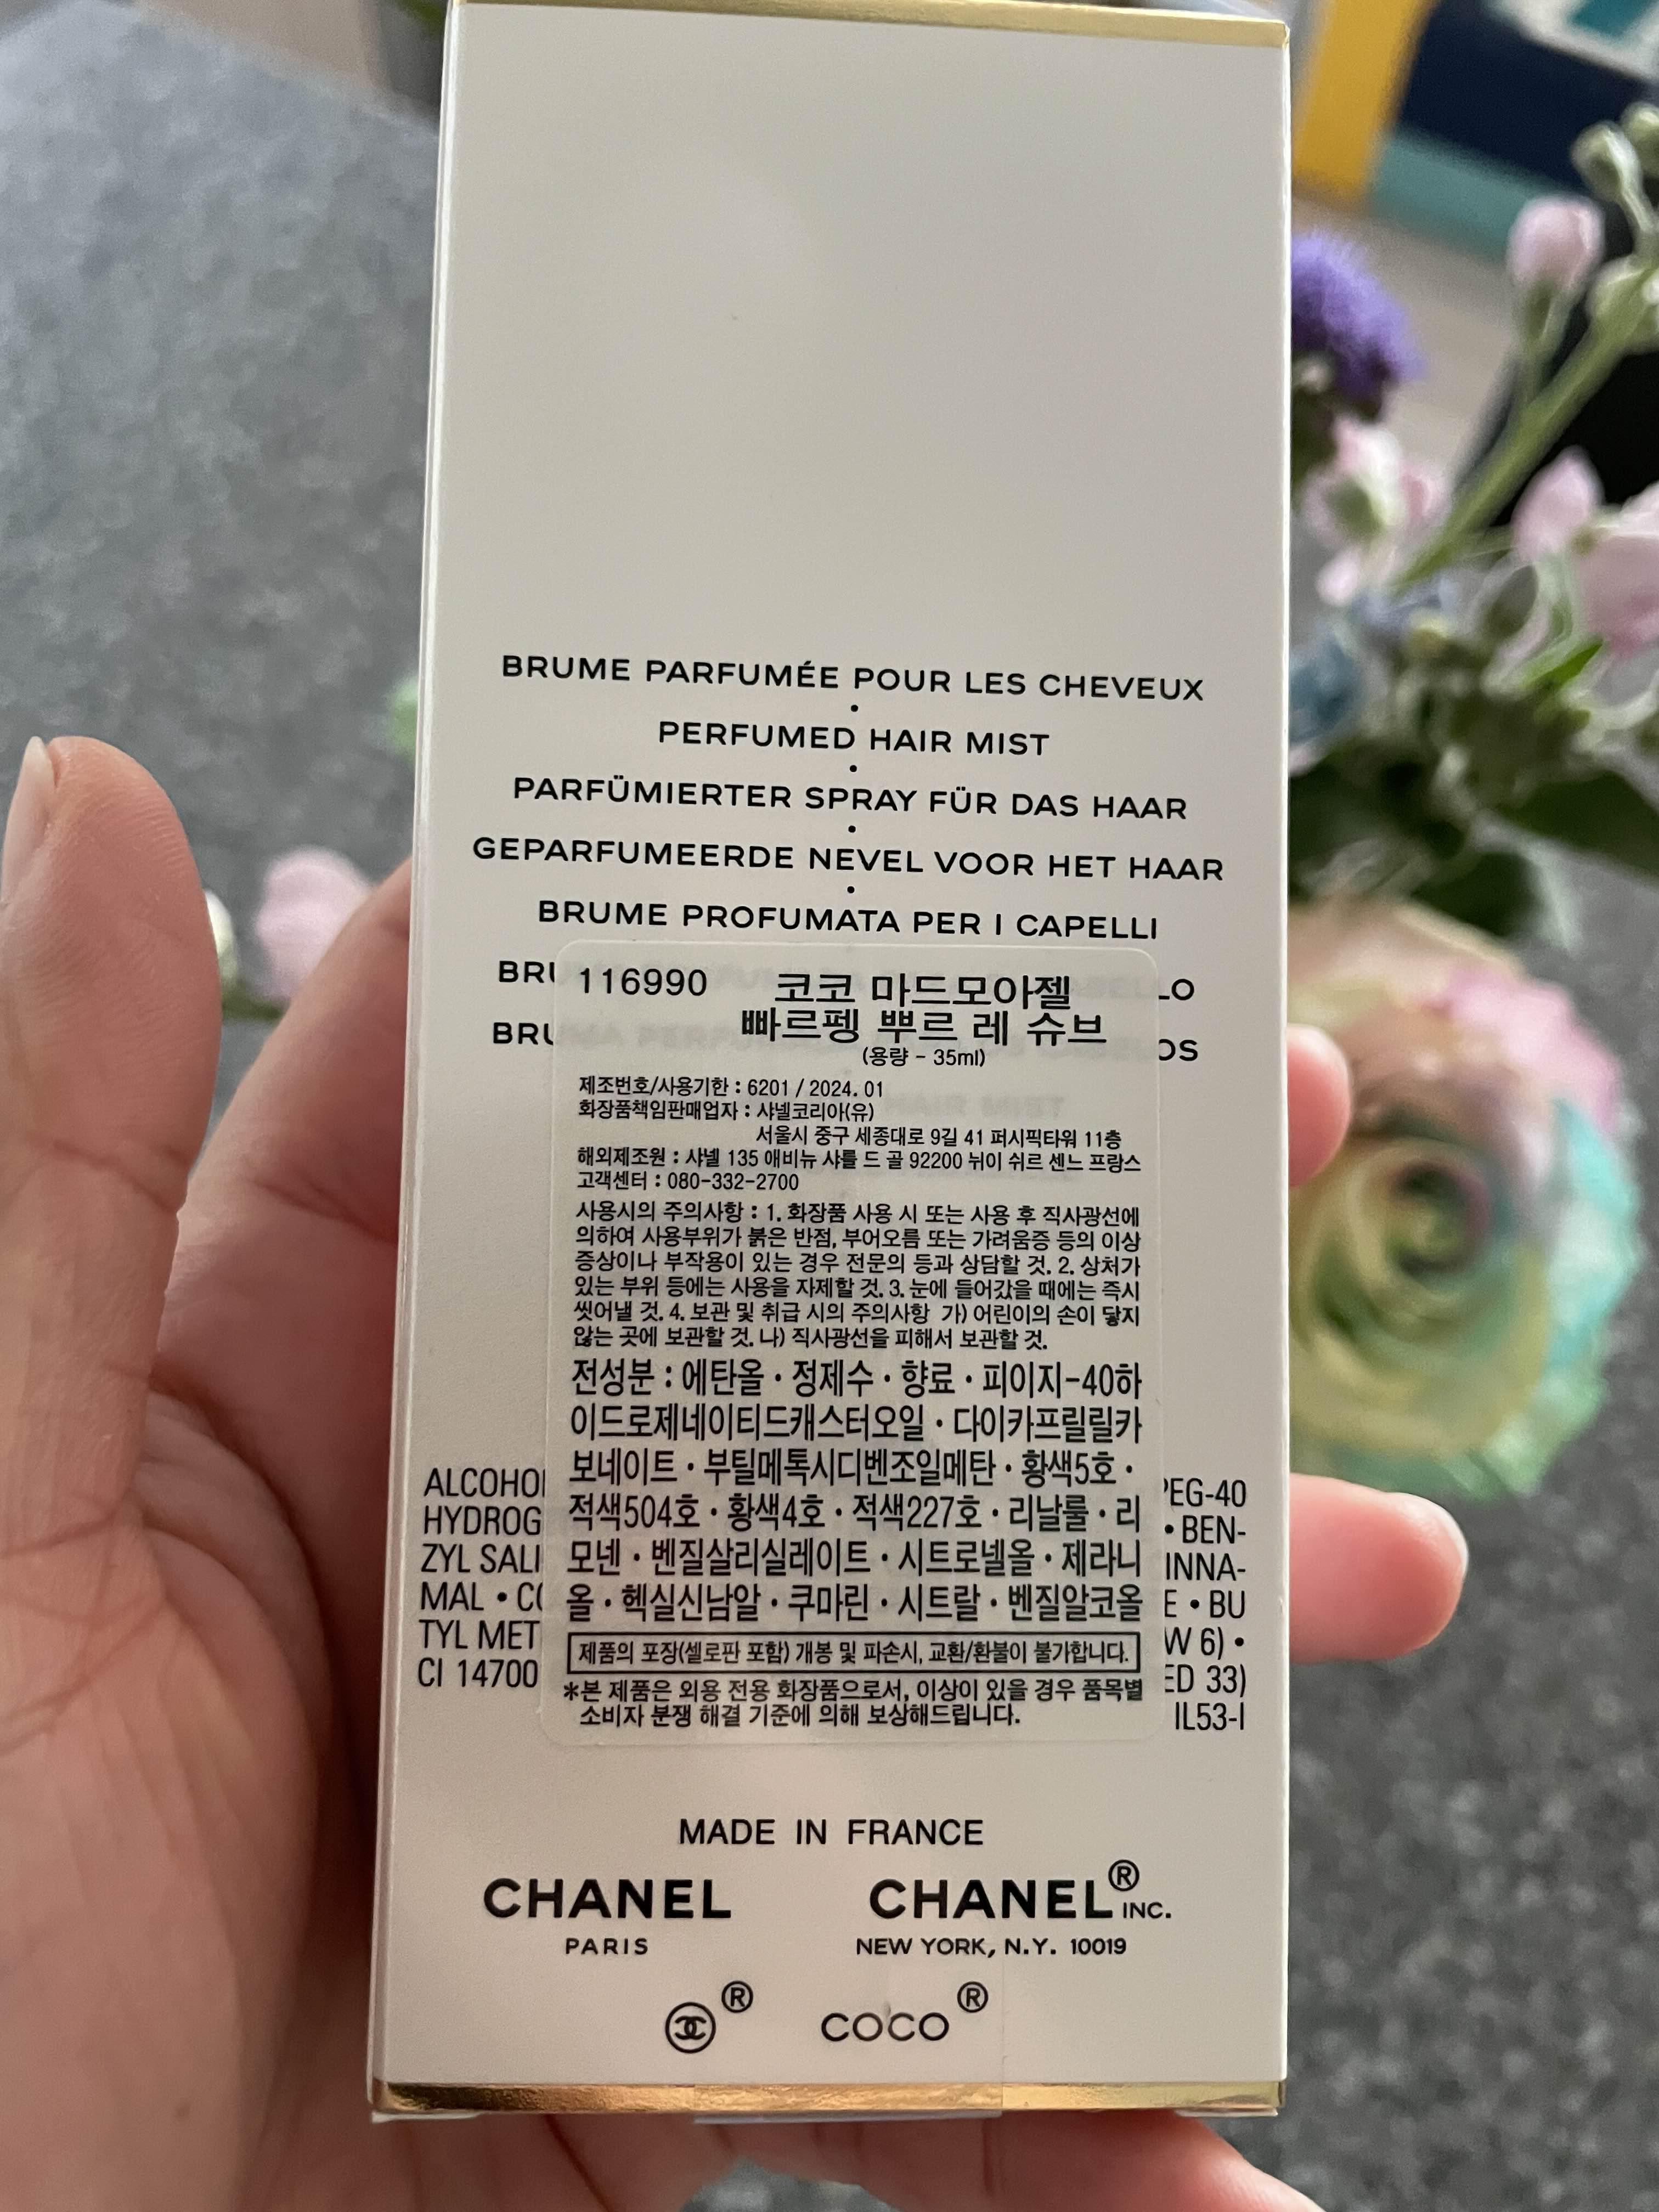 BRUME PARFUMÉE POUR LES CHEVEUX
•
PERFUMED HAIR MIST
•
PARFÜMIERTER SPRAY FÜR DAS HAAR
•
GEPARFUMEERDE NEVEL VOOR HET HAAR
•
BRUME PROFUMATA PER I CAPELLI
116990 코코 마드모아젤
빠르펭 뿌르 레 슈브
(용량 - 35ml)
제조번호/사용기한 : 6201 / 2024. 01
화장품책임판매업자 : 샤넬코리아(유)
서울시 중구 세종대로 9길 41 퍼시픽타워 11층
해외제조원 : 샤넬 135 애비뉴 샤를 드 골 92200 뉘이 쉬르 센느 프랑스
고객센터 : 080-332-2700
사용시의 주의사항 : 1. 화장품 사용 시 또는 사용 후 직사광선에
의하여 사용부위가 붉은 반점, 부어오름 또는 가려움증 등의 이상
증상이나 부작용이 있는 경우 전문의 등과 상담할 것. 2. 상처가
있는 부위 등에는 사용을 자제할 것. 3. 눈에 들어갔을 때에는 즉시
씻어낼 것. 4. 보관 및 취급 시의 주의사항 가) 어린이의 손이 닿지
않는 곳에 보관할 것. 나) 직사광선을 피해서 보관할 것.
전성분 : 에탄올 · 정제수 · 향료 · 피이지-40하
이드로제네이티드캐스터오일 · 다이카프릴릴카
보네이트 · 부틸메톡시디벤조일메탄 · 황색5호 ·
적색504호 · 황색4호 · 적색227호 · 리날룰 · 리
모넨 · 벤질살리실레이트 · 시트로넬올 · 제라니
올 · 헥실신남알 · 쿠마린 · 시트랄 · 벤질알코올
제품의 포장(셀로판 포함) 개봉 및 파손시, 교환/환불이 불가합니다.
*본 제품은 외용 전용 화장품으로서, 이상이 있을 경우 품목별
소비자 분쟁 해결 기준에 의해 보상해드립니다.
PEG-40
HYDROG • BEN-
ZYL SALI INNA-
MAL • E • BU
TYL MET W 6) •
CI 14700 ED 33)
IL53-I
MADE IN FRANCE
CHANEL CHANEL® INC.
PARIS NEW YORK, N.Y. 10019
® COCO®